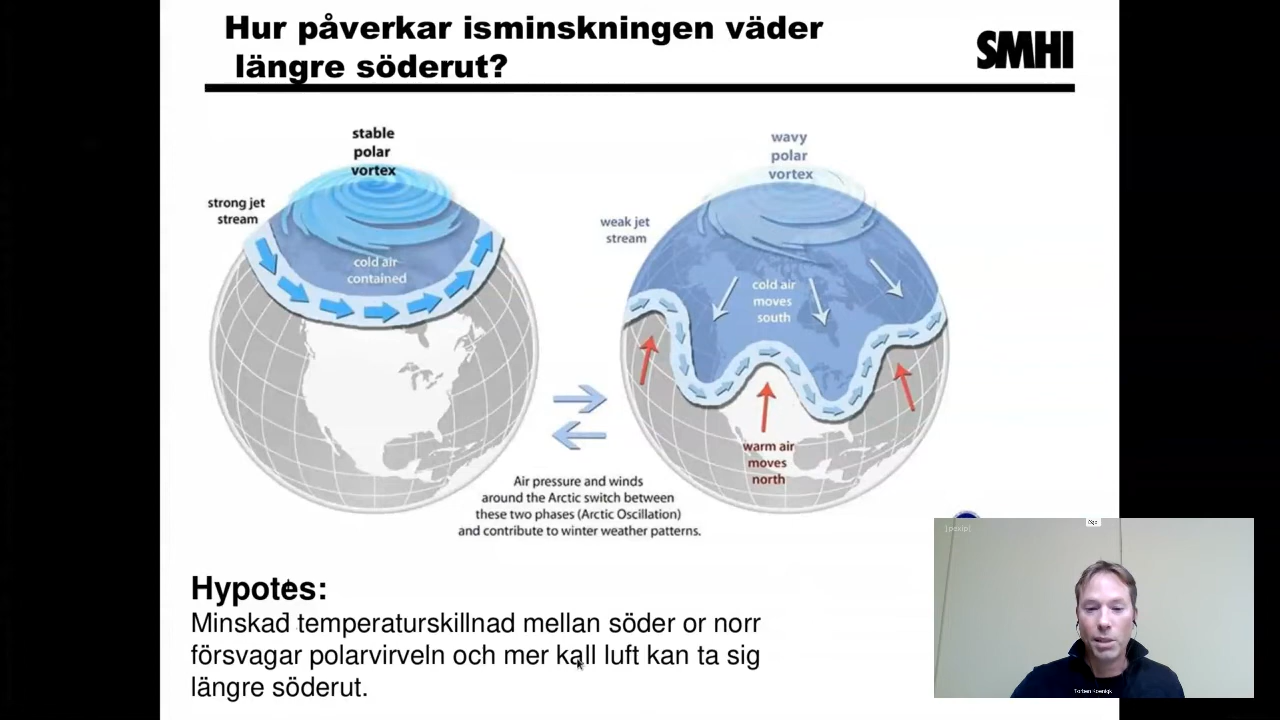 Hur påverkar isminskningen väder
längre söderut?
SMHI
stable
polar
vortex
strong jet
stream
cold air
contained
wavy
polar
vortex
weak jet
stream
cold air
moves
south
warm air
moves
north
Air pressure and winds
around the Arctic switch between
these two phases (Arctic Oscillation)
and contribute to winter weather patterns.
Hypotes:
Minskad temperaturskillnad mellan söder or norr
försvagar polarvirveln och mer kall luft kan ta sig
längre söderut.
[pexip]
Torben Koenigk